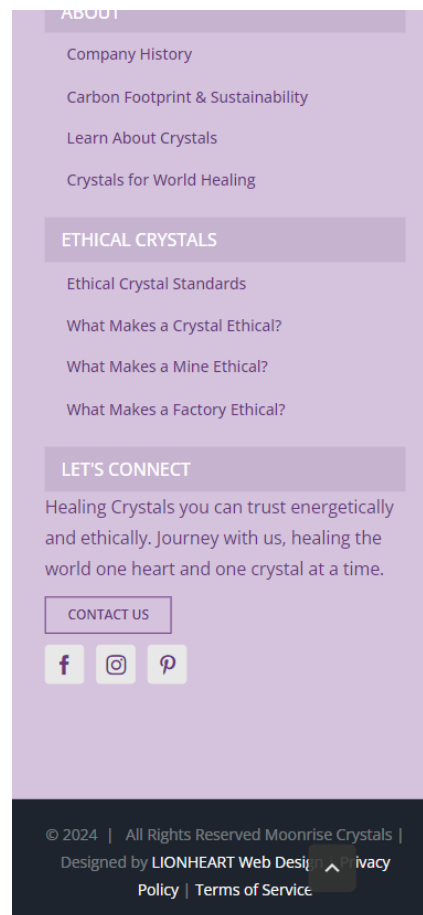 ABOUT
Company History
Carbon Footprint & Sustainability
Learn About Crystals
Crystals for World Healing
ETHICAL CRYSTALS
Ethical Crystal Standards
What Makes a Crystal Ethical?
What Makes a Mine Ethical?
What Makes a Factory Ethical?
LET'S CONNECT
Healing Crystals you can trust energetically
and ethically. Journey with us, healing the
world one heart and one crystal at a time.
CONTACT US
© 2024 | All Rights Reserved Moonrise Crystals |
Designed by LIONHEART Web Design | Privacy
Policy | Terms of Service